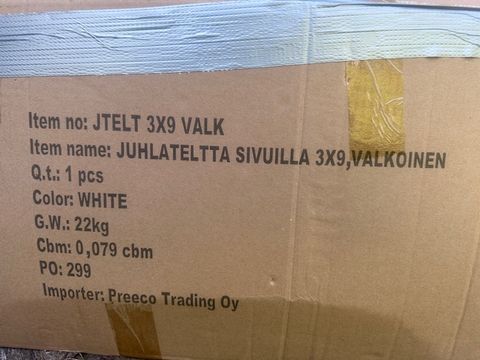 Item no: JTELT 3X9 VALK
Item name: JUHLATELTTA SIVUILLA 3X9,VALKOINEN
Q.t.: 1 pcs
Color: WHITE
G.W.: 22kg
Cbm: 0,079 cbm
PO: 299
Importer: Preeco Trading Oy